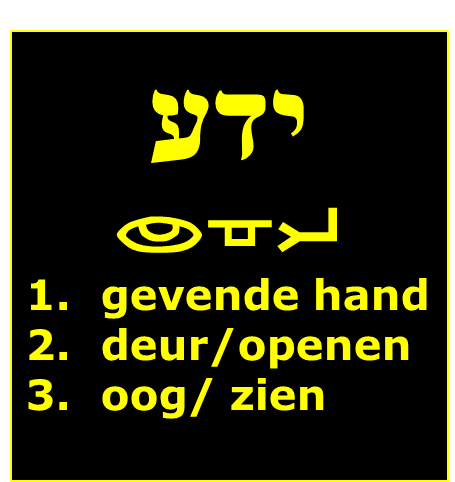 ידע
1. gevende hand
2. deur/openen
3. oog/ zien